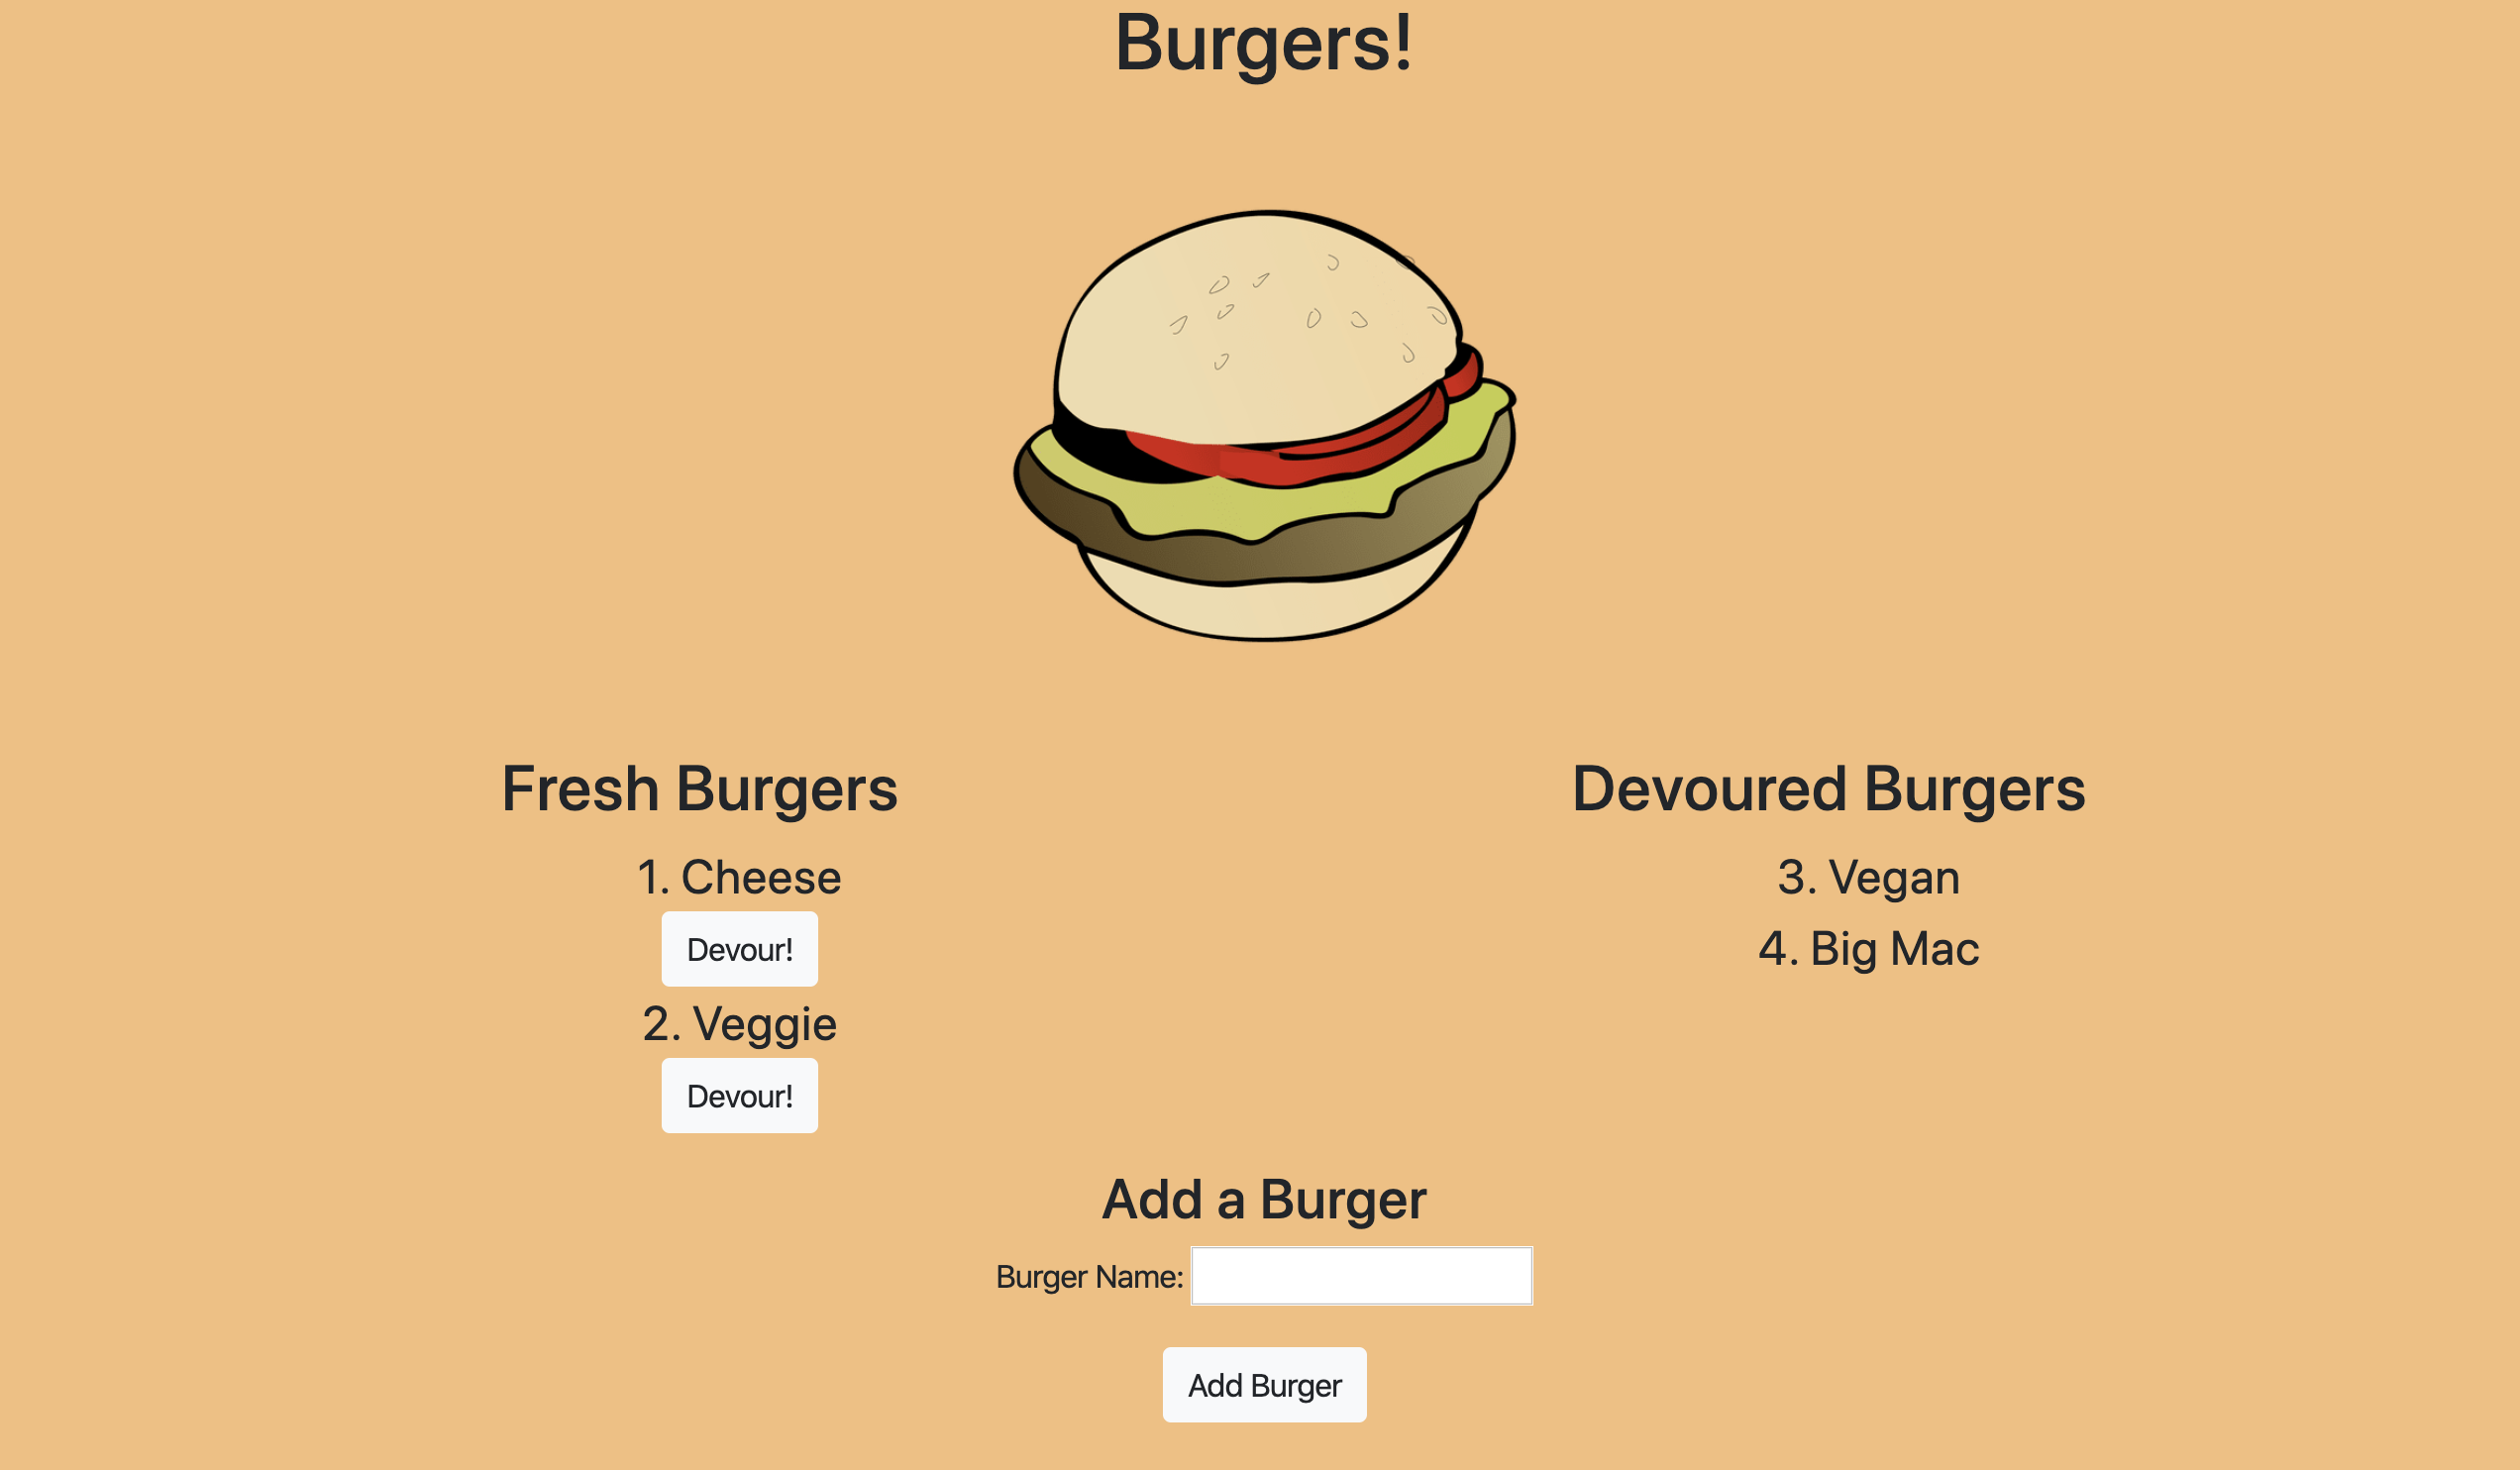 Burgers!
Fresh Burgers
1. Cheese
Devour!
2. Veggie
Devour!
Devoured Burgers
3. Vegan
4. Big Mac
Add a Burger
Burger Name:
Add Burger